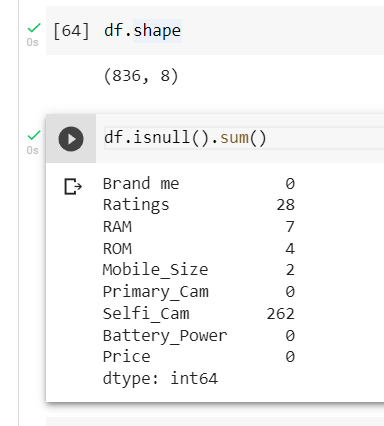 [64] df.shape
0s
(836, 8)
df.isnull().sum()
0s
Brand me 0
Ratings 28
RAM 7
ROM 4
Mobile_Size 2
Primary_Cam 0
Selfi_Cam 262
Battery_Power 0
Price 0
dtype: int64